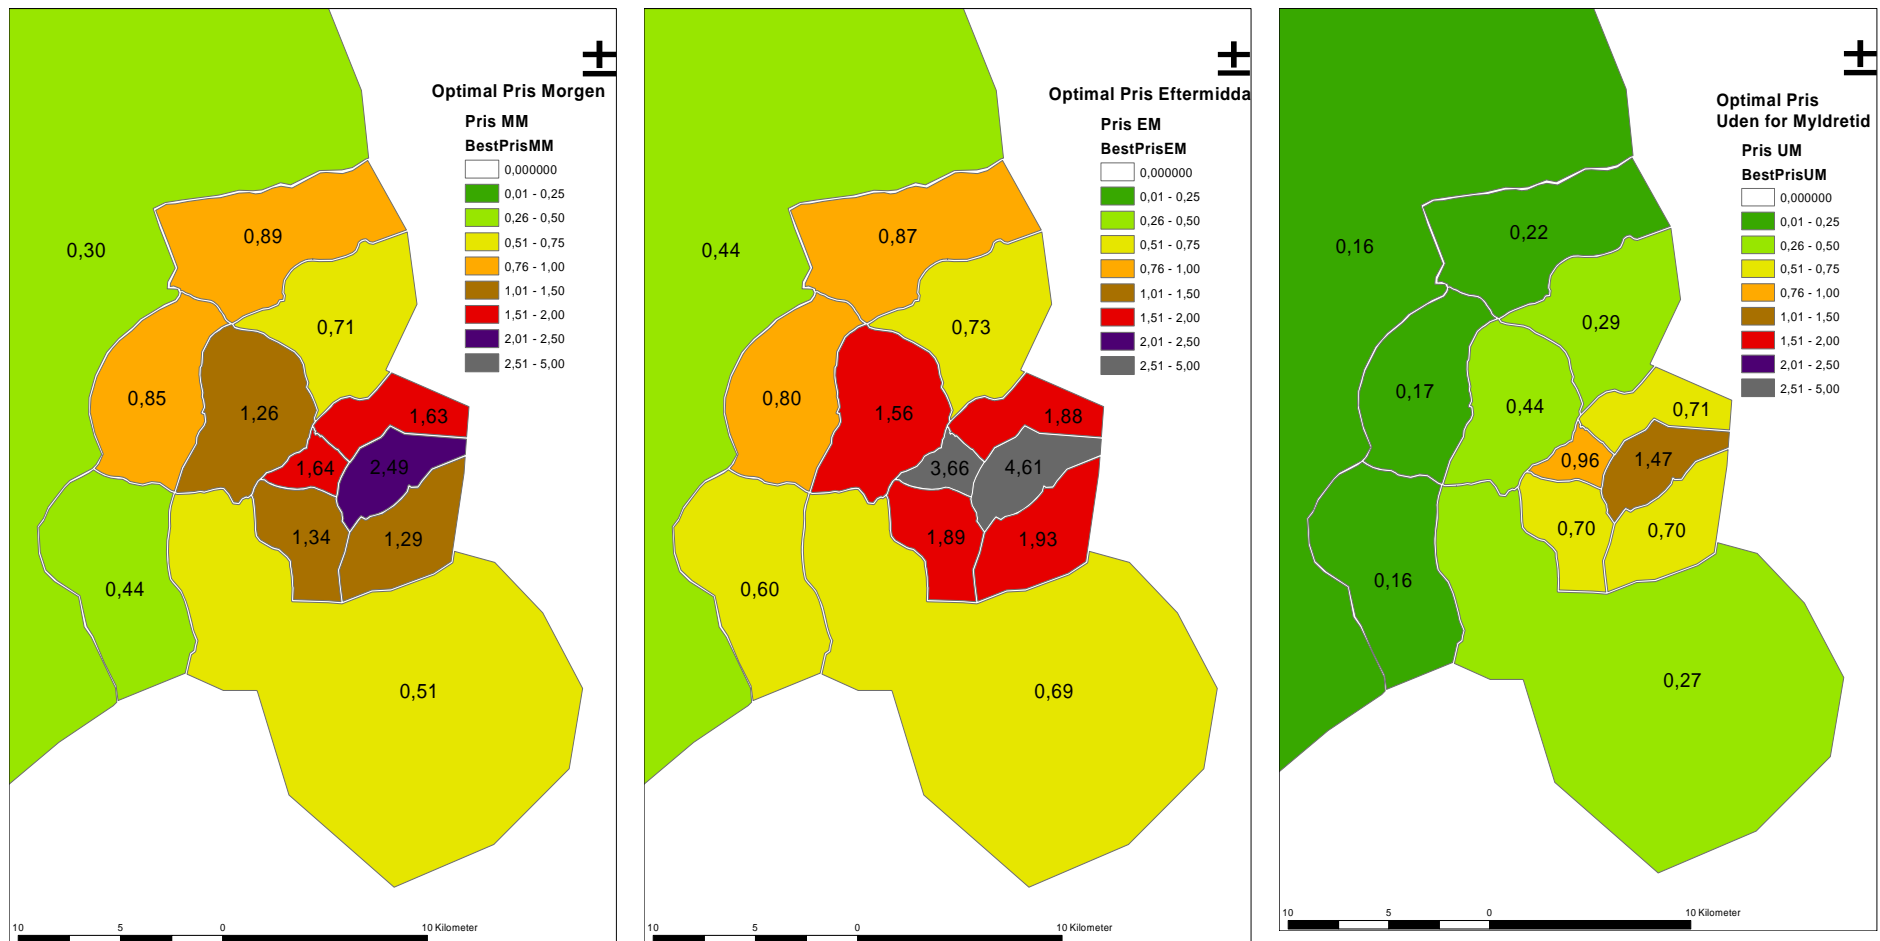 Optimal Pris Morgen
Pris MM
BestPrisMM
0,000000
0,01 - 0,25
0,26 - 0,50
0,51 - 0,75
0,76 - 1,00
1,01 - 1,50
1,51 - 2,00
2,01 - 2,50
2,51 - 5,00
0,30
0,89
0,71
0,85
1,26
1,63
1,64
2,49
1,34
1,29
0,44
0,51
10 5 0 10 Kilometer
Optimal Pris Eftermidda
Pris EM
BestPrisEM
0,000000
0,01 - 0,25
0,26 - 0,50
0,51 - 0,75
0,76 - 1,00
1,01 - 1,50
1,51 - 2,00
2,01 - 2,50
2,51 - 5,00
0,44
0,87
0,73
0,80
1,56
1,88
3,66
4,61
1,89
1,93
0,60
0,69
10 5 0 10 Kilometer
Optimal Pris
Uden for Myldretid
Pris UM
BestPrisUM
0,000000
0,01 - 0,25
0,26 - 0,50
0,51 - 0,75
0,76 - 1,00
1,01 - 1,50
1,51 - 2,00
2,01 - 2,50
2,51 - 5,00
0,16
0,22
0,29
0,17
0,44
0,71
0,96
1,47
0,70
0,70
0,16
0,27
10 5 0 10 Kilometer